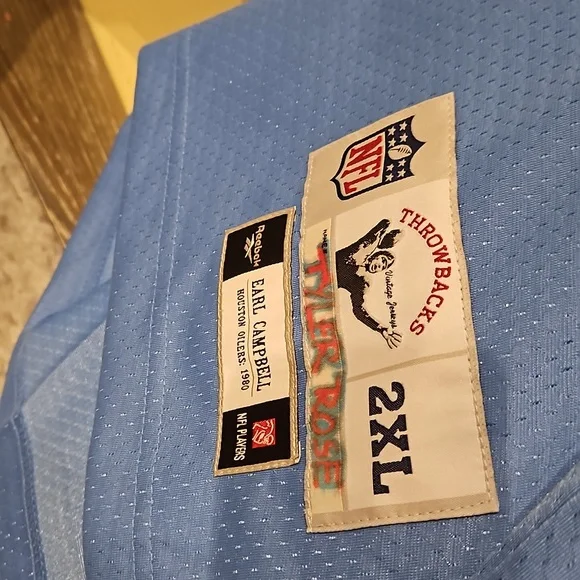 Reebok
EARL CAMPBELL
HOUSTON OILERS: 1980
NFL PLAYERS
NFL
THROWBACKS
Vintage Jerseys
TYLER ROSE
2XL